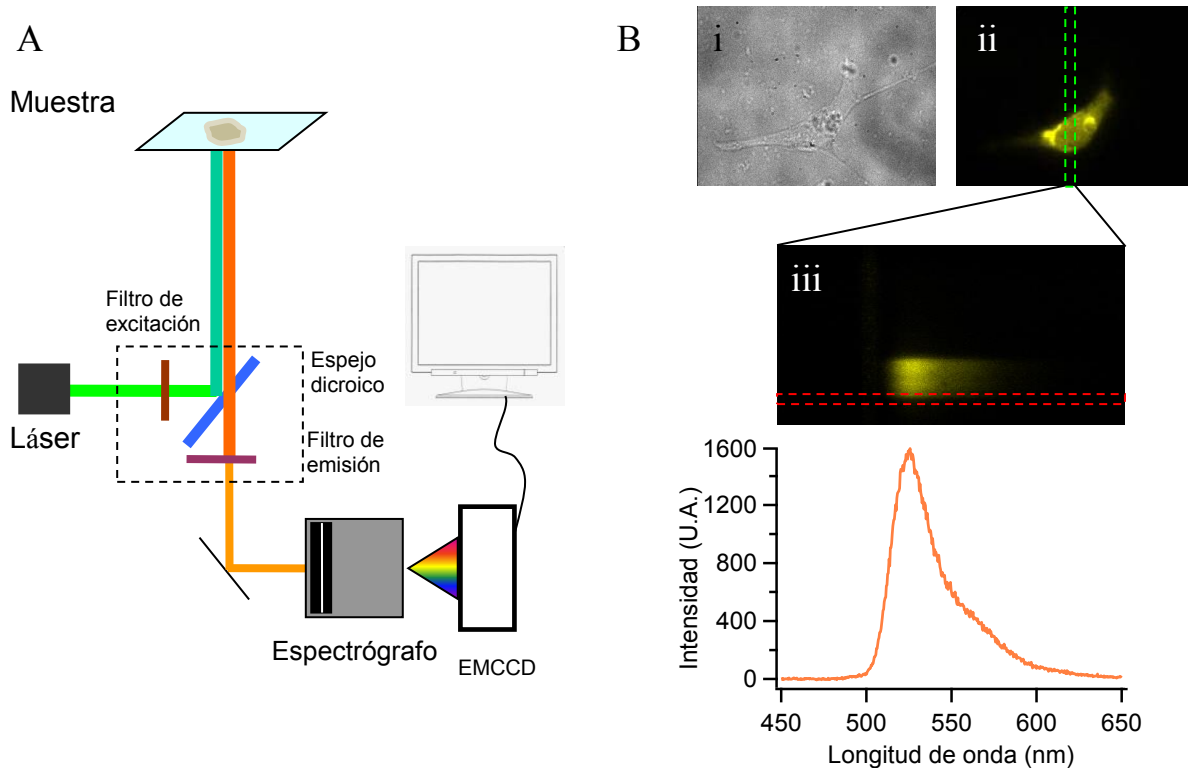 A
Muestra
Filtro de
excitación
Espejo
dicroico
Láser
Filtro de
emisión
Espectrógrafo
EMCCD
B
i
ii
iii
1600
1200
800
400
0
Intensidad (U.A.)
450 500 550 600 650
Longitud de onda (nm)